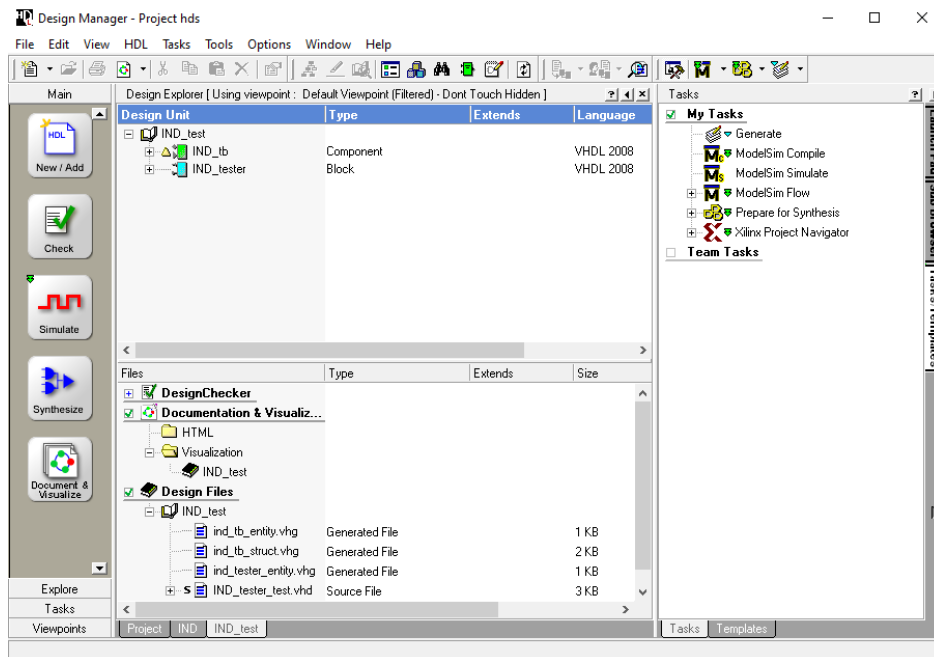 Design Manager - Project hds
File Edit View HDL Tasks Tools Options Window Help
Main
HDL
New / Add
Check
Simulate
Synthesize
Document & Visualize
Explore
Tasks
Viewpoints
Design Explorer [ Using viewpoint : Default Viewpoint (Filtered) - Dont Touch Hidden ]
Design Unit Type Extends Language
IND_test
IND_tb Component VHDL 2008
IND_tester Block VHDL 2008
Files Type Extends Size
DesignChecker
Documentation & Visualiz...
HTML
Visualization
IND_test
Design Files
IND_test
ind_tb_entity.vhg Generated File 1 KB
ind_tb_struct.vhg Generated File 2 KB
ind_tester_entity.vhg Generated File 1 KB
S IND_tester_test.vhd Source File 3 KB
Project IND IND_test
Tasks
My Tasks
Generate
ModelSim Compile
ModelSim Simulate
ModelSim Flow
Prepare for Synthesis
Xilinx Project Navigator
Team Tasks
Tasks Templates
Tasks/Templates